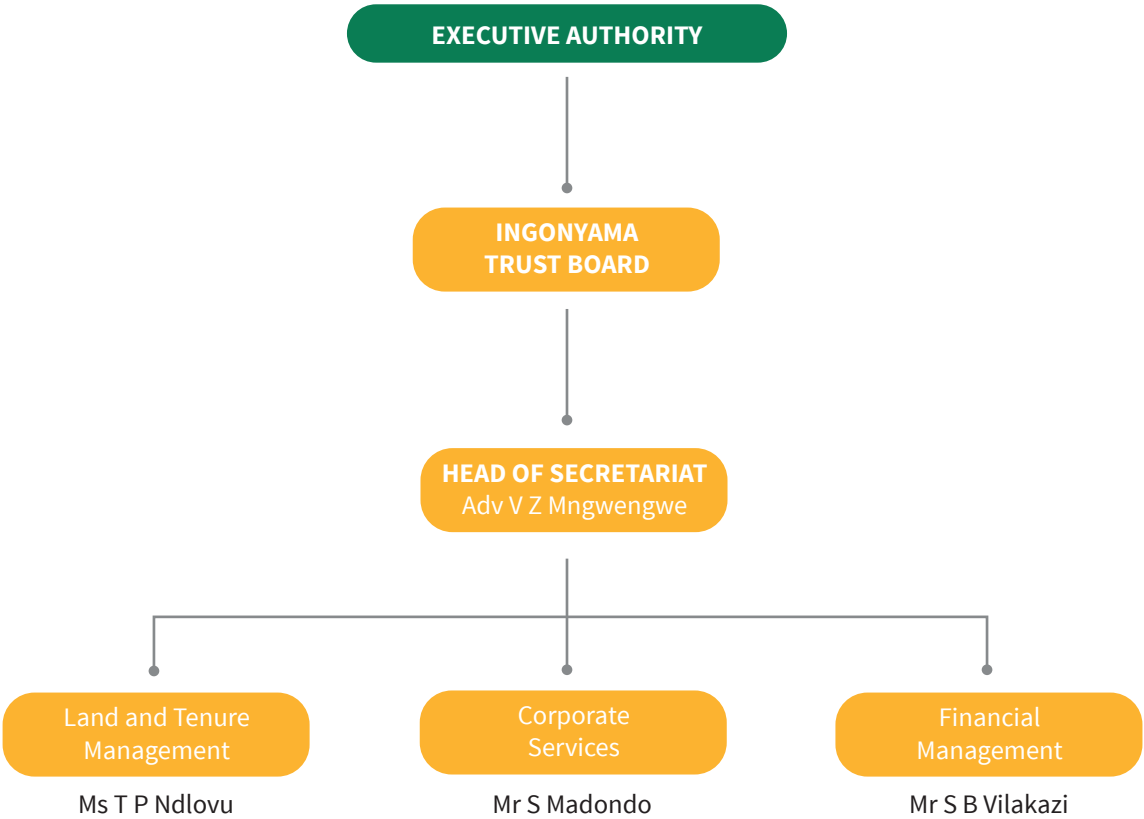 EXECUTIVE AUTHORITY
INGONYAMA
TRUST BOARD
HEAD OF SECRETARIAT
Adv V Z Mngwengwe
Land and Tenure
Management
Ms T P Ndlovu
Corporate
Services
Mr S Madondo
Financial
Management
Mr S B Vilakazi